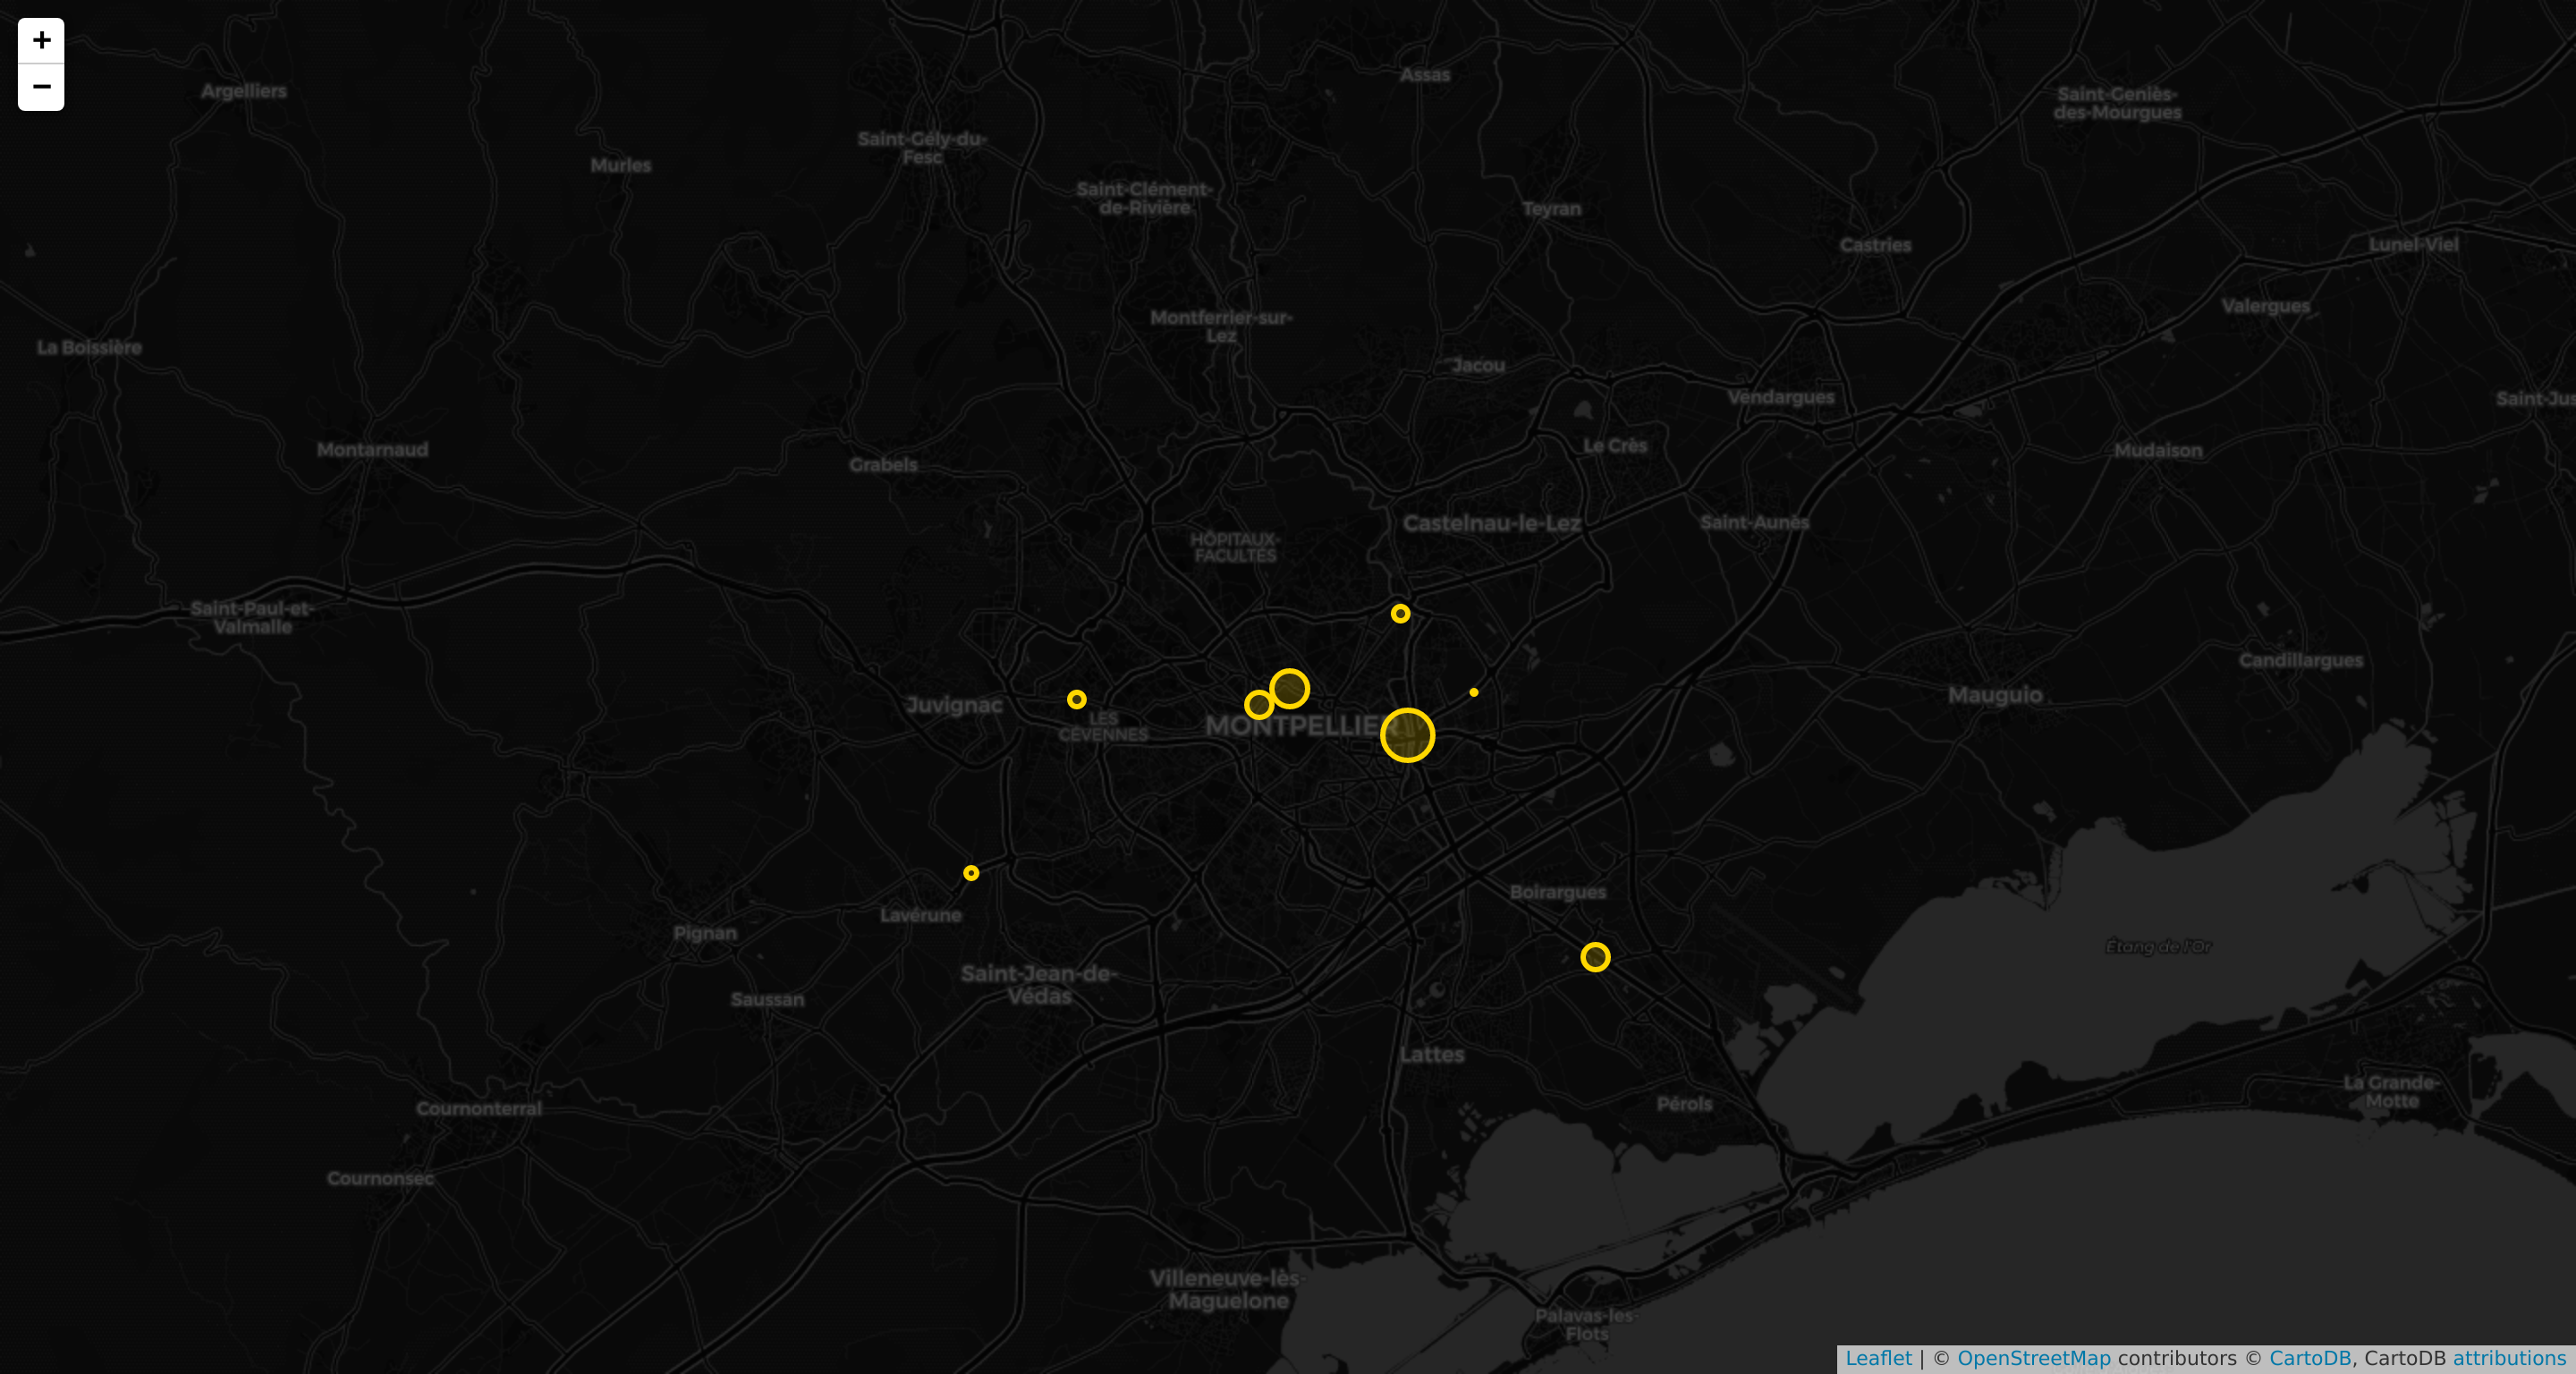 +
−
Argelliers
Assas
Saint-Geniès-
des-Mourgues
Murles
Saint-Gély-du-
Fesc
Saint-Clément-
de-Rivière
Teyran
Castries
Lunel-Viel
Valergues
Montferrier-sur-
Lez
La Boissière
Jacou
Vendargues
Saint-Jus
Montarnaud
Grabels
Le Crès
Mudaison
Castelnau-le-Lez
Saint-Aunès
HÔPITAUX-
FACULTÉS
Saint-Paul-et-
Valmalle
Candillargues
Mauguio
Juvignac
LES
CÉVENNES
MONTPELLIER
Boirargues
Lavérune
Pignan
Étang de l'Or
Saint-Jean-de-
Védas
Saussan
Lattes
La Grande-
Motte
Pérols
Cournonterral
Cournonsec
Villeneuve-lès-
Maguelone
Palavas-les-
Flots
Leaflet | © OpenStreetMap contributors © CartoDB, CartoDB attributions